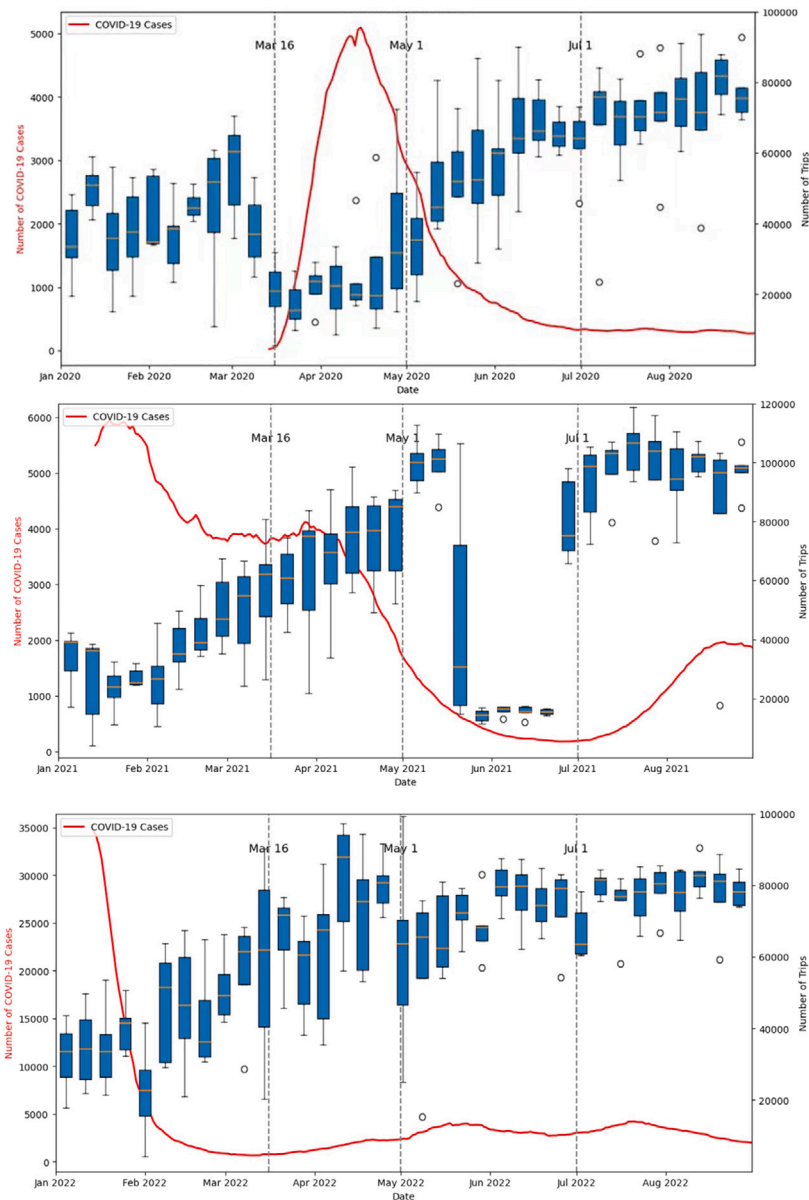 COVID-19 Cases
Mar 16
May 1
Jul 1
5000
4000
3000
2000
1000
0
100000
80000
60000
40000
20000
Number of COVID-19 Cases
Number of Trips
Jan 2020 Feb 2020 Mar 2020 Apr 2020 May 2020 Jun 2020 Jul 2020 Aug 2020
Date
COVID-19 Cases
Mar 16
May 1
Jul 1
6000
5000
4000
3000
2000
1000
0
120000
100000
80000
60000
40000
20000
Number of COVID-19 Cases
Number of Trips
Jan 2021 Feb 2021 Mar 2021 Apr 2021 May 2021 Jun 2021 Jul 2021 Aug 2021
Date
COVID-19 Cases
Mar 16
May 1
Jul 1
35000
30000
25000
20000
15000
10000
5000
0
100000
80000
60000
40000
20000
Number of COVID-19 Cases
Number of Trips
Jan 2022 Feb 2022 Mar 2022 Apr 2022 May 2022 Jun 2022 Jul 2022 Aug 2022
Date